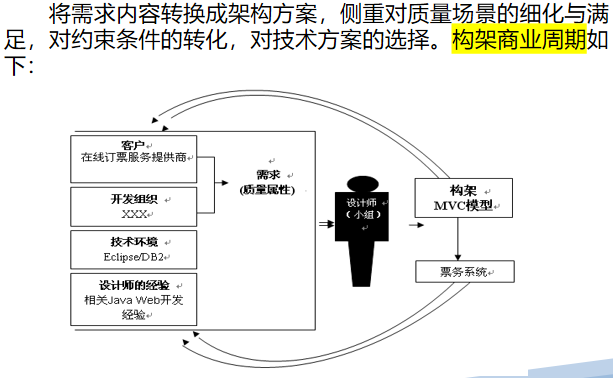 将需求内容转换成架构方案，侧重对质量场景的细化与满
足，对约束条件的转化，对技术方案的选择。构架商业周期如
下：
客户
在线订票服务提供商
开发组织
XXX
技术环境
Eclipse/DB2
设计师的经验
相关Java Web开发
经验
需求
(质量属性)
设计师
（小组）
构架
MVC模型
票务系统